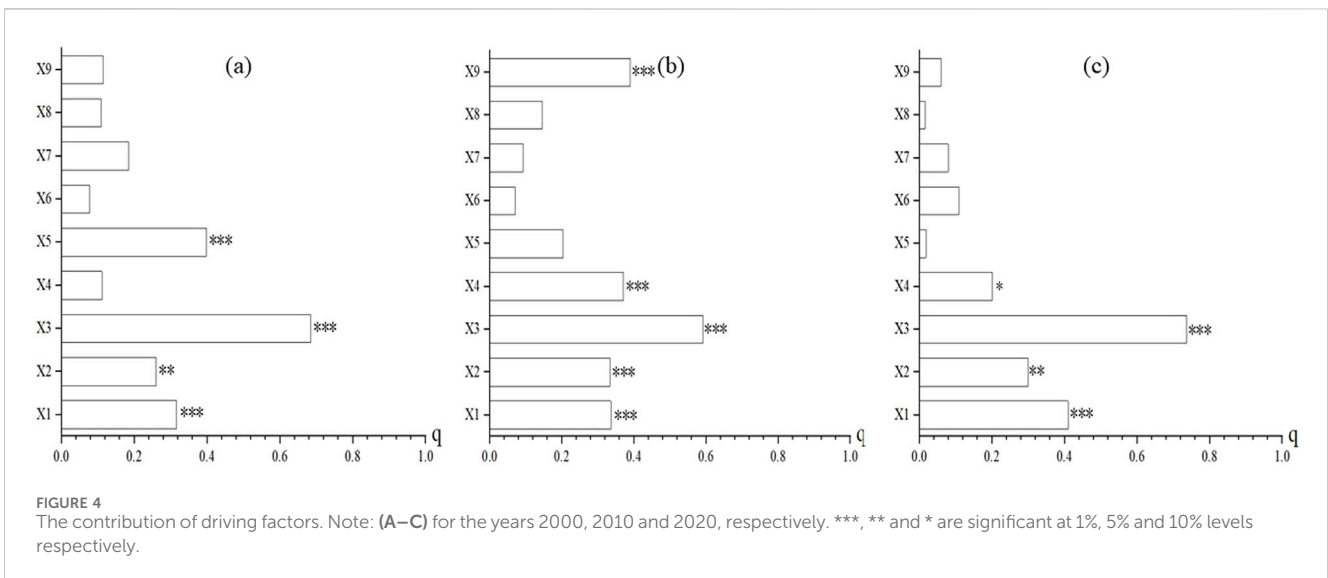 (a)
X9
X8
X7
X6
X5 ***
X4
X3 ***
X2 **
X1 ***
q
0.0 0.2 0.4 0.6 0.8 1.0
(b)
X9 ***
X8
X7
X6
X5
X4 ***
X3 ***
X2 ***
X1 ***
q
0.0 0.2 0.4 0.6 0.8 1.0
(c)
X9
X8
X7
X6
X5
X4 *
X3 ***
X2 **
X1 ***
q
0.0 0.2 0.4 0.6 0.8 1.0
FIGURE 4
The contribution of driving factors. Note: (A–C) for the years 2000, 2010 and 2020, respectively. ***, ** and * are significant at 1%, 5% and 10% levels
respectively.